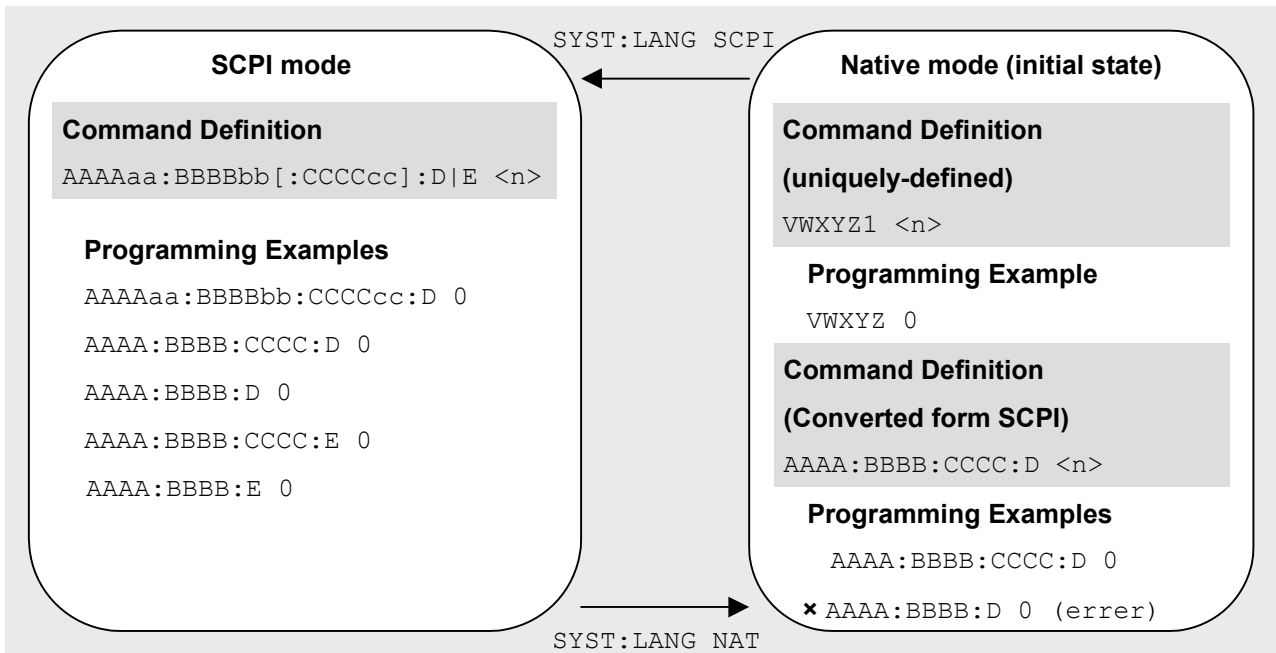 SYST:LANG SCPI
SCPI mode
Command Definition
AAAAaa:BBBBbb[:CCCCcc]:D|E <n>
Programming Examples
AAAAaa:BBBBbb:CCCCcc:D 0
AAAA:BBBB:CCCC:D 0
AAAA:BBBB:D 0
AAAA:BBBB:CCCC:E 0
AAAA:BBBB:E 0
Native mode (initial state)
Command Definition
(uniquely-defined)
VWXYZ1 <n>
Programming Example
VWXYZ 0
Command Definition
(Converted form SCPI)
AAAA:BBBB:CCCC:D <n>
Programming Examples
AAAA:BBBB:CCCC:D 0
× AAAA:BBBB:D 0 (errer)
SYST:LANG NAT